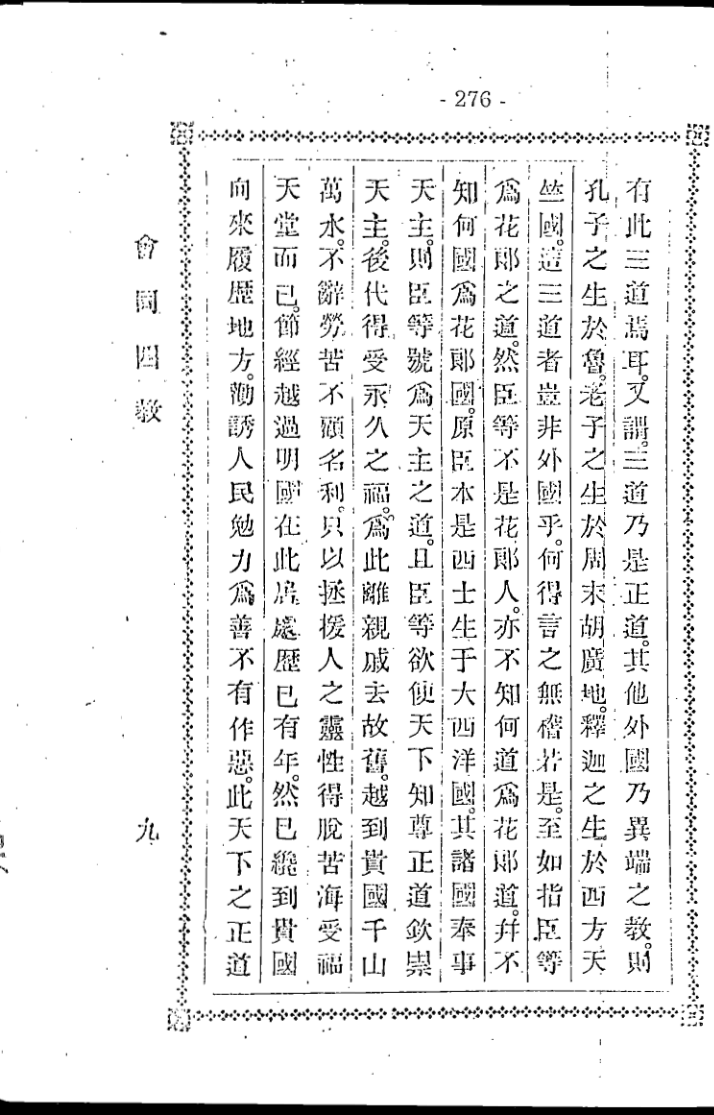 - 276 -
有此三道焉耳。又謂。三道乃是正道。其他外國乃異端之教。則
孔子之生於魯。老子之生於周末胡廣地。釋迦之生於西方天
竺國。這三道者豈非外國乎。何得言之無稽若是。至如指臣等
爲花郎之道。然臣等不是花郎人。亦不知何道爲花郎道。幷不
知何國爲花郎國。原臣本是西士生于大西洋國。其諸國奉事
天主。則臣等號爲天主之道。且臣等欲使天下知尊正道欽崇
天主。後代得受永久之福。爲此離親戚去故舊。越到貴國千山
萬水。不辭勞苦不顧名利。只以拯援人之靈性得脫苦海受福
天堂而已。節經越過明國在此居處歷已有年。然已纔到貴國
向來履歷地方。勸誘人民勉力爲善不有作惡。此天下之正道
會同四教
九